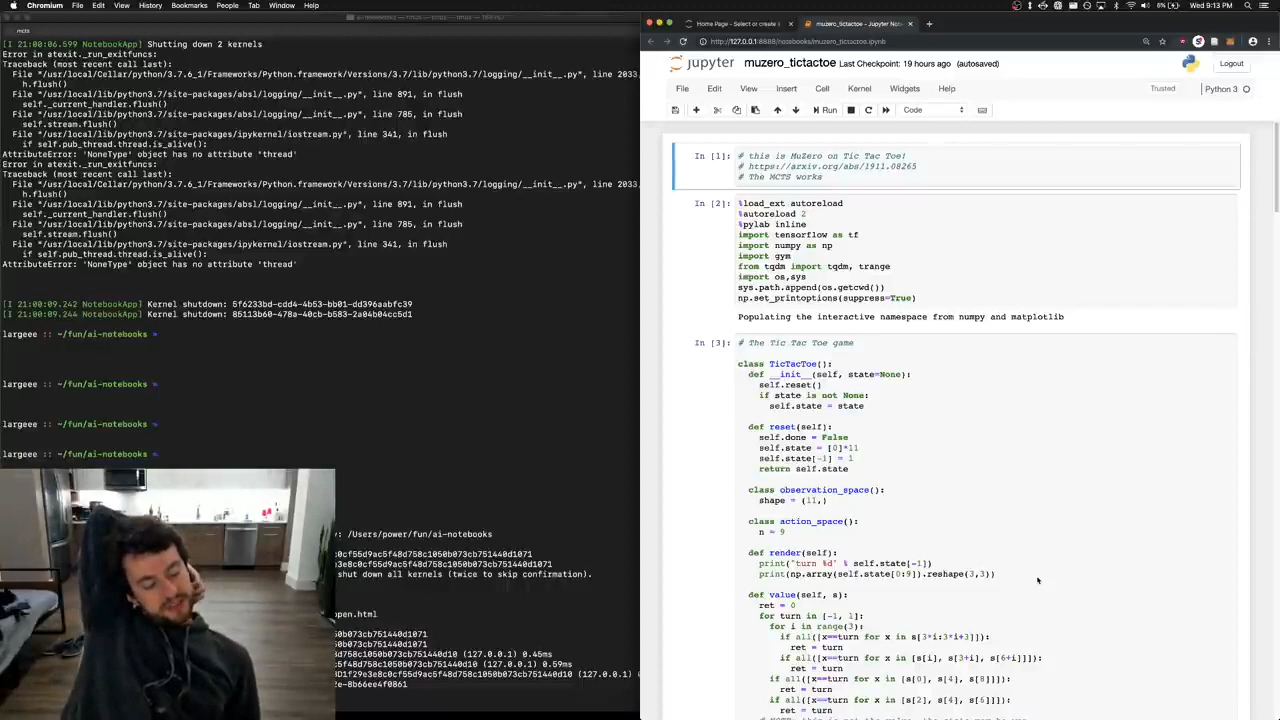 Chromium File Edit View History Bookmarks People Tab Window Help
6% Wed 9:13 PM
mcts
[I 21:00:06.599 NotebookApp] Shutting down 2 kernels
Error in atexit._run_exitfuncs:
Traceback (most recent call last):
File "/usr/local/Cellar/python/3.7.6_1/Frameworks/Python.framework/Versions/3.7/lib/python3.7/logging/__init__.py", line 2033,
h.flush()
File "/usr/local/lib/python3.7/site-packages/absl/logging/__init__.py", line 891, in flush
self._current_handler.flush()
File "/usr/local/lib/python3.7/site-packages/absl/logging/__init__.py", line 785, in flush
self.stream.flush()
File "/usr/local/lib/python3.7/site-packages/ipykernel/iostream.py", line 341, in flush
if self.pub_thread.thread.is_alive():
AttributeError: 'NoneType' object has no attribute 'thread'
Error in atexit._run_exitfuncs:
Traceback (most recent call last):
File "/usr/local/Cellar/python/3.7.6_1/Frameworks/Python.framework/Versions/3.7/lib/python3.7/logging/__init__.py", line 2033,
h.flush()
File "/usr/local/lib/python3.7/site-packages/absl/logging/__init__.py", line 891, in flush
self._current_handler.flush()
File "/usr/local/lib/python3.7/site-packages/absl/logging/__init__.py", line 785, in flush
self.stream.flush()
File "/usr/local/lib/python3.7/site-packages/ipykernel/iostream.py", line 341, in flush
if self.pub_thread.thread.is_alive():
AttributeError: 'NoneType' object has no attribute 'thread'
[I 21:00:09.242 NotebookApp] Kernel shutdown: 5f6233bd-cdd4-4b53-bb01-dd396aabfc39
[I 21:00:09.244 NotebookApp] Kernel shutdown: 85113b60-478a-40cb-b583-2a04b04cc5d1
largeee :: ~/fun/ai-notebooks
largeee :: ~/fun/ai-notebooks
largeee :: ~/fun/ai-notebooks
largeee :: ~/fun/ai-notebooks
y: /Users/power/fun/ai-notebooks
0cf55d9ac5f48d758c1050b073cb751440d1071
shut down all kernels (twice to skip confirmation).
open.html
50b073cb751440d1071
(127.0.0.1) 0.45ms
(127.0.0.1) 0.59ms
2e-8b66ee4f0861
Home Page - Select or create
muzero_tictactoe - Jupyter Not
http://127.0.0.1:8888/notebooks/muzero_tictactoe.ipynb
jupyter muzero_tictactoe Last Checkpoint: 19 hours ago (autosaved)
Logout
File Edit View Insert Cell Kernel Widgets Help
Trusted Python 3
Run Code
In [1]: # this is MuZero on Tic Tac Toe!
# https://arxiv.org/abs/1911.08265
# The MCTS works
In [2]: %load_ext autoreload
%autoreload 2
%pylab inline
import tensorflow as tf
import numpy as np
import gym
from tqdm import tqdm, trange
import os,sys
sys.path.append(os.getcwd())
np.set_printoptions(suppress=True)
Populating the interactive namespace from numpy and matplotlib
In [3]: # The Tic Tac Toe game
class TicTacToe():
def __init__(self, state=None):
self.reset()
if state is not None:
self.state = state
def reset(self):
self.done = False
self.state = [0]*11
self.state[-1] = 1
return self.state
class observation_space():
shape = (11,)
class action_space():
n = 9
def render(self):
print("turn %d" % self.state[-1])
print(np.array(self.state[0:9]).reshape(3,3))
def value(self, s):
ret = 0
for turn in [-1, 1]:
for i in range(3):
if all([x==turn for x in s[3*i:3*i+3]]):
ret = turn
if all([x==turn for x in [s[i], s[3+i], s[6+i]]]):
ret = turn
if all([x==turn for x in [s[0], s[4], s[8]]]):
ret = turn
if all([x==turn for x in [s[2], s[4], s[6]]]):
ret = turn